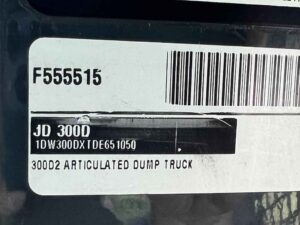 F555515
JD 300D
1DW300DXTDE651050
300D2 ARTICULATED DUMP TRUCK